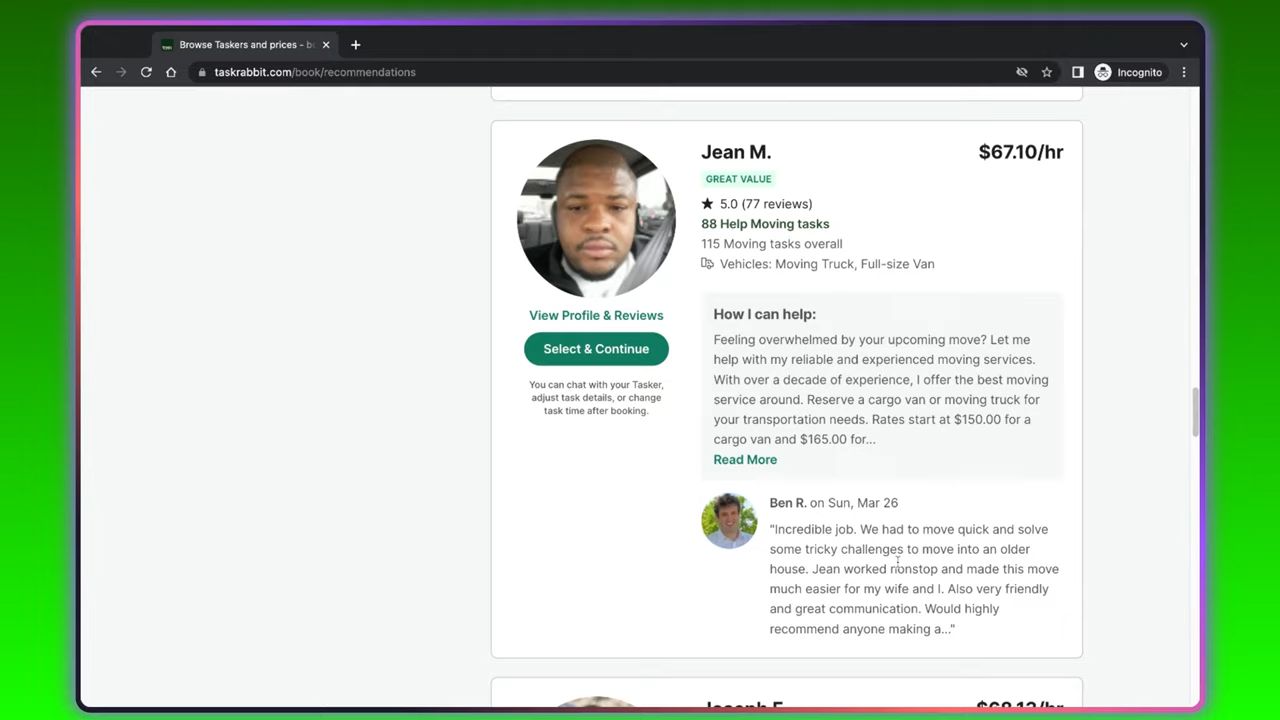 Browse Taskers and prices - bo
taskrabbit.com/book/recommendations
Incognito
Jean M.
$67.10/hr
GREAT VALUE
5.0 (77 reviews)
88 Help Moving tasks
115 Moving tasks overall
Vehicles: Moving Truck, Full-size Van
View Profile & Reviews
Select & Continue
You can chat with your Tasker,
adjust task details, or change
task time after booking.
How I can help:
Feeling overwhelmed by your upcoming move? Let me
help with my reliable and experienced moving services.
With over a decade of experience, I offer the best moving
service around. Reserve a cargo van or moving truck for
your transportation needs. Rates start at $150.00 for a
cargo van and $165.00 for...
Read More
Ben R. on Sun, Mar 26
"Incredible job. We had to move quick and solve
some tricky challenges to move into an older
house. Jean worked nonstop and made this move
much easier for my wife and I. Also very friendly
and great communication. Would highly
recommend anyone making a..."